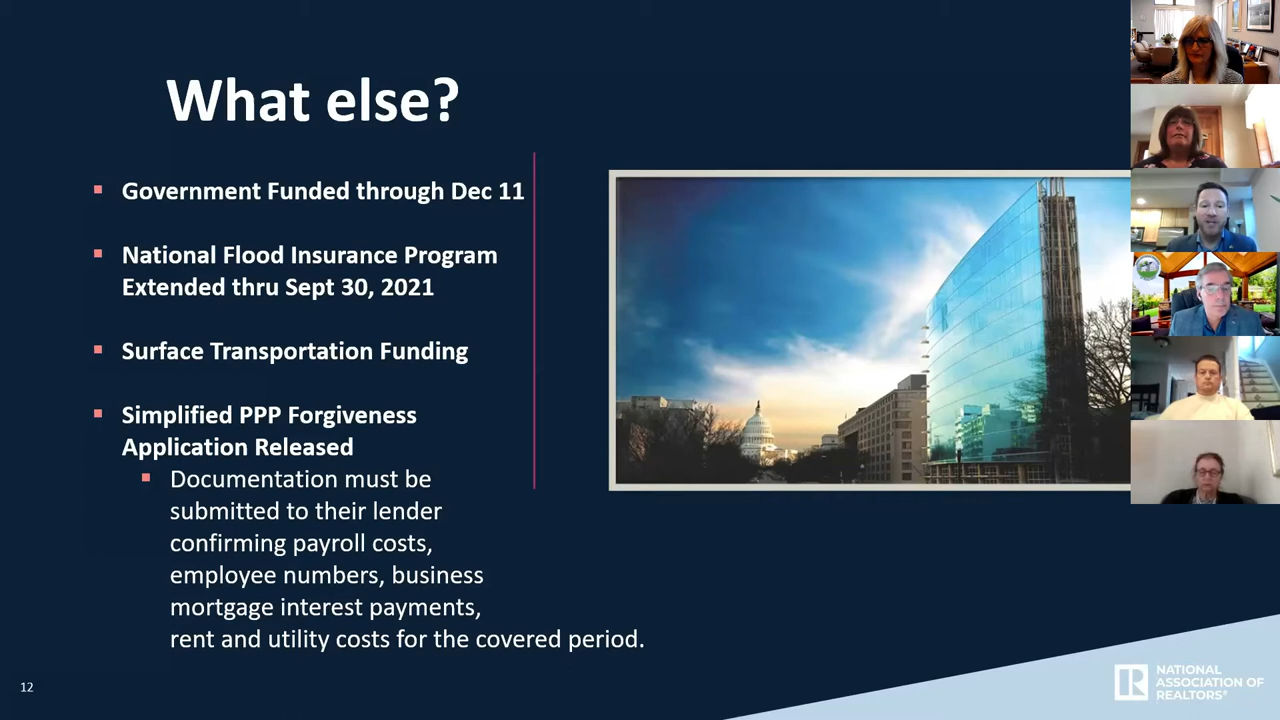 What else?
Government Funded through Dec 11
National Flood Insurance Program
Extended thru Sept 30, 2021
Surface Transportation Funding
Simplified PPP Forgiveness
Application Released
Documentation must be
submitted to their lender
confirming payroll costs,
employee numbers, business
mortgage interest payments,
rent and utility costs for the covered period.
12
NATIONAL
ASSOCIATION OF
REALTORS®